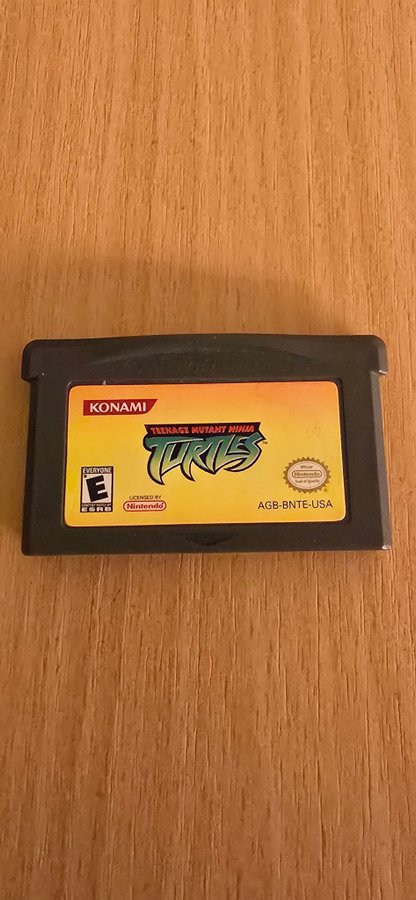 KONAMI
TEENAGE MUTANT NINJA
TURTLES
EVERYONE
E
ESRB
LICENSED BY
Nintendo
Official
Nintendo
Seal of Quality
AGB-BNTE-USA